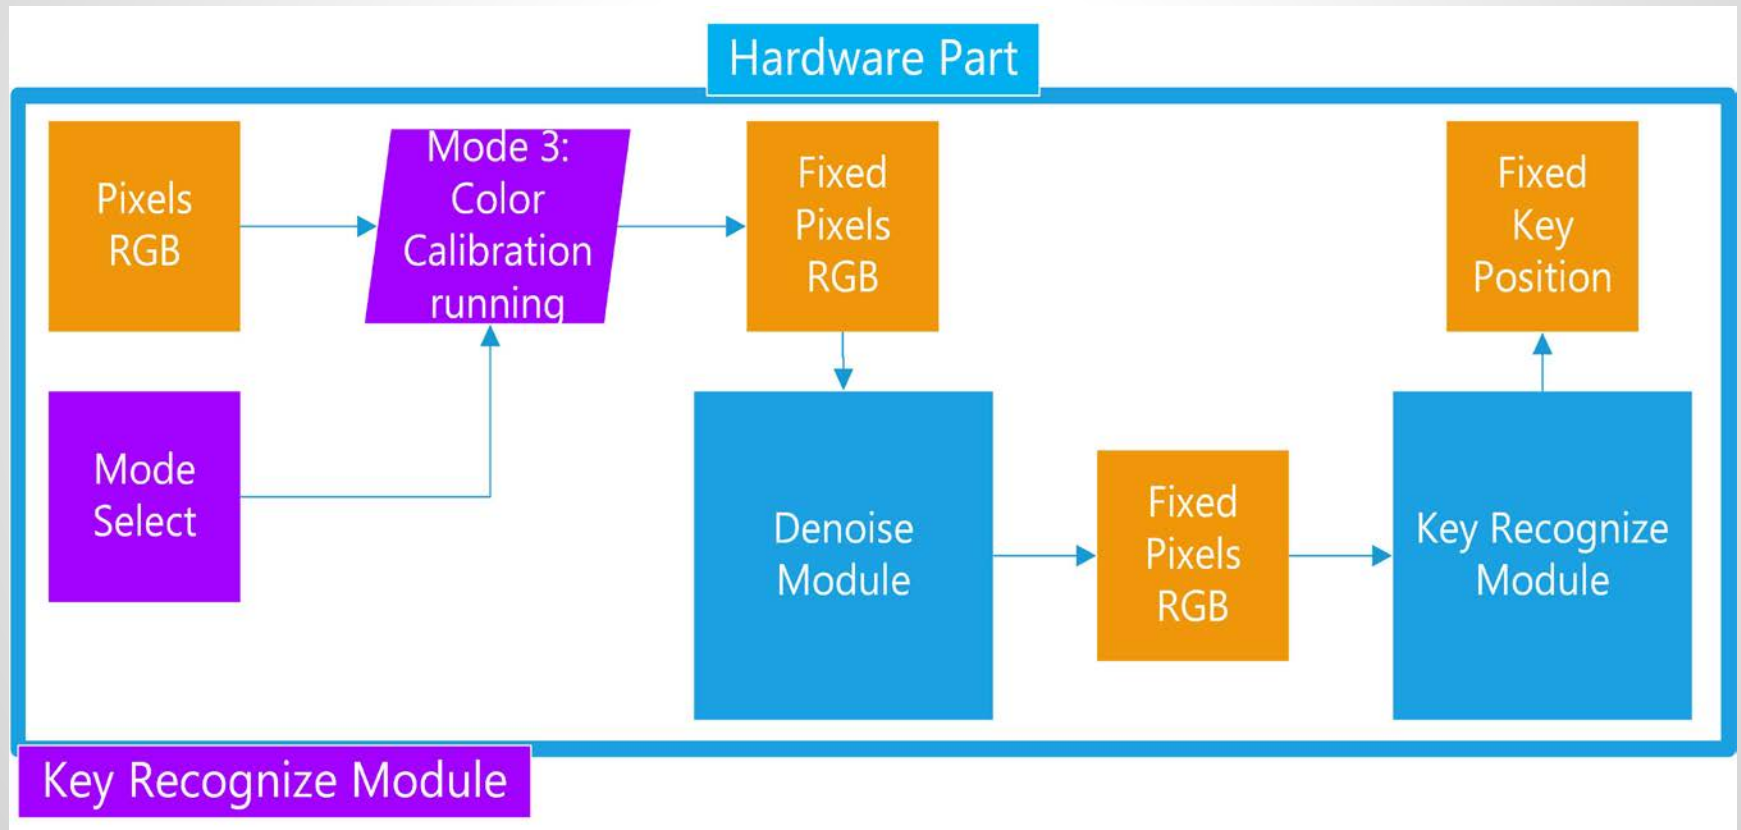 Hardware Part
Pixels
RGB
Mode 3:
Color
Calibration
running
Fixed
Pixels
RGB
Fixed
Key
Position
Mode
Select
Denoise
Module
Fixed
Pixels
RGB
Key Recognize
Module
Key Recognize Module